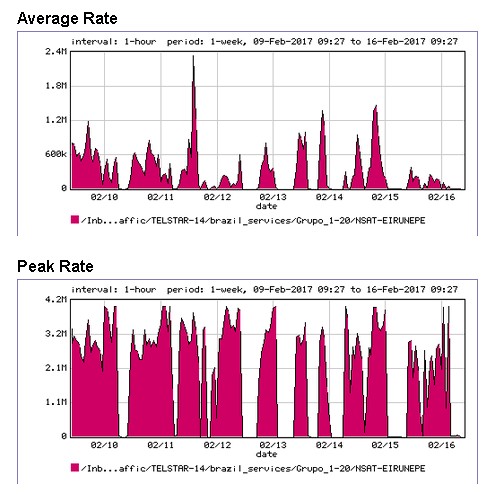 Average Rate
interval: 1-hour period: 1-week, 09-Feb-2017 09:27 to 16-Feb-2017 09:27
2.4M
1.8M
1.2M
600k
0
02/10 02/11 02/12 02/13 02/14 02/15 02/16
date
/Inb...affic/TELSTAR-14/brazil_services/Grupo_1-20/NSAT-EIRUNEPE
Peak Rate
interval: 1-hour period: 1-week, 09-Feb-2017 09:27 to 16-Feb-2017 09:27
4.2M
3.2M
2.1M
1.1M
0
02/10 02/11 02/12 02/13 02/14 02/15 02/16
date
/Inb...affic/TELSTAR-14/brazil_services/Grupo_1-20/NSAT-EIRUNEPE